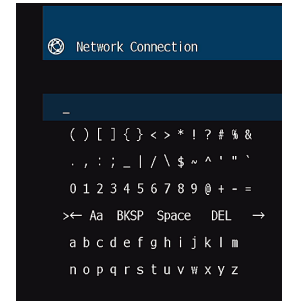 Network Connection
_
( ) [ ] { } < > * ! ? # % &
. , : ; _ | / \ $ ~ ^ ' " `
0 1 2 3 4 5 6 7 8 9 @ + - =
>← Aa BKSP Space DEL →
a b c d e f g h i j k l m
n o p q r s t u v w x y z